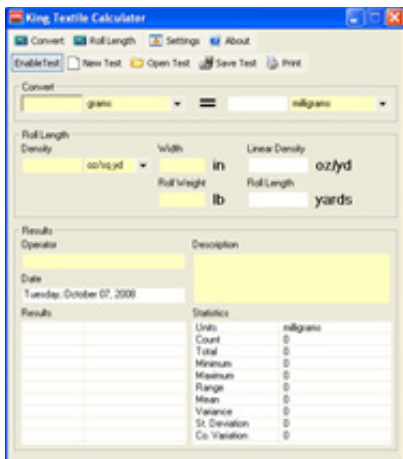 King Textile Calculator
Convert Roll Length Settings About
EnableTest New Test Open Test Save Test Print
Convert
grams = milligrams
Roll Length
Density Width Linear Density
oz/sq yd in oz/yd
Roll Weight Roll Length
lb yards
Results
Operator Description
Date
Tuesday, October 07, 2008
Results Statistics
Units milligrams
Count 0
Total 0
Minimum 0
Maximum 0
Range 0
Mean 0
Variance 0
St. Deviation 0
Co. Variation 0